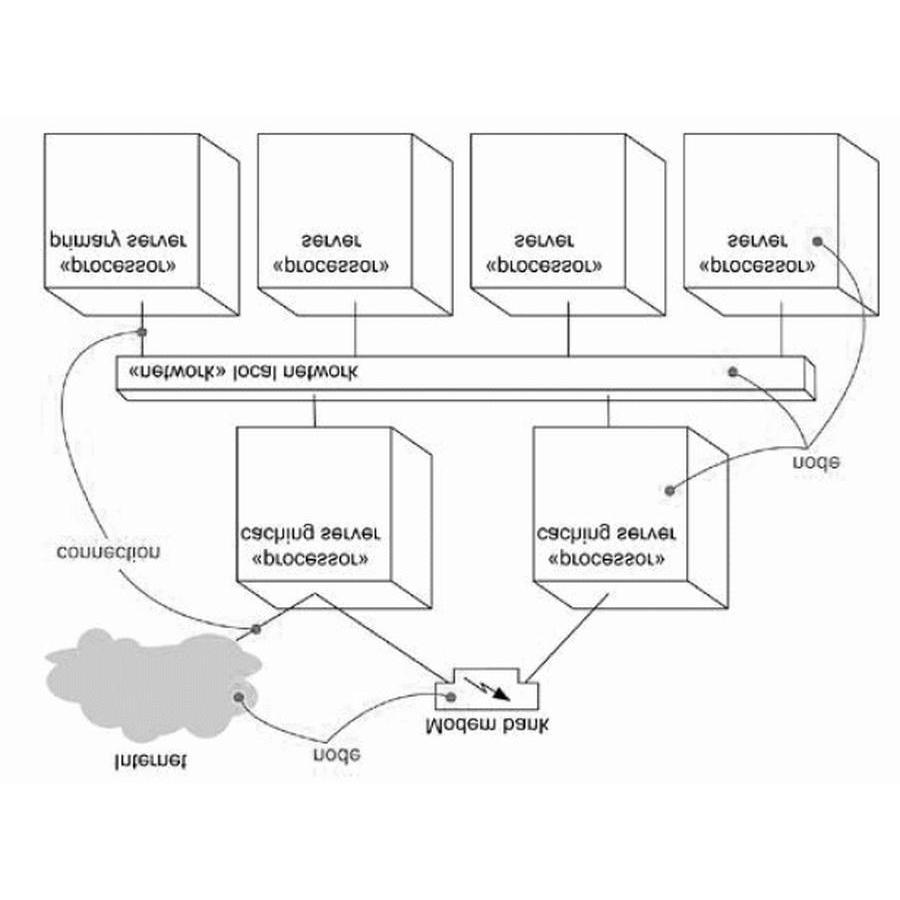 Internet
node
Modem bank
«processor»
caching server
«processor»
caching server
connection
node
«network» local network
«processor»
primary server
«processor»
server
«processor»
server
«processor»
server